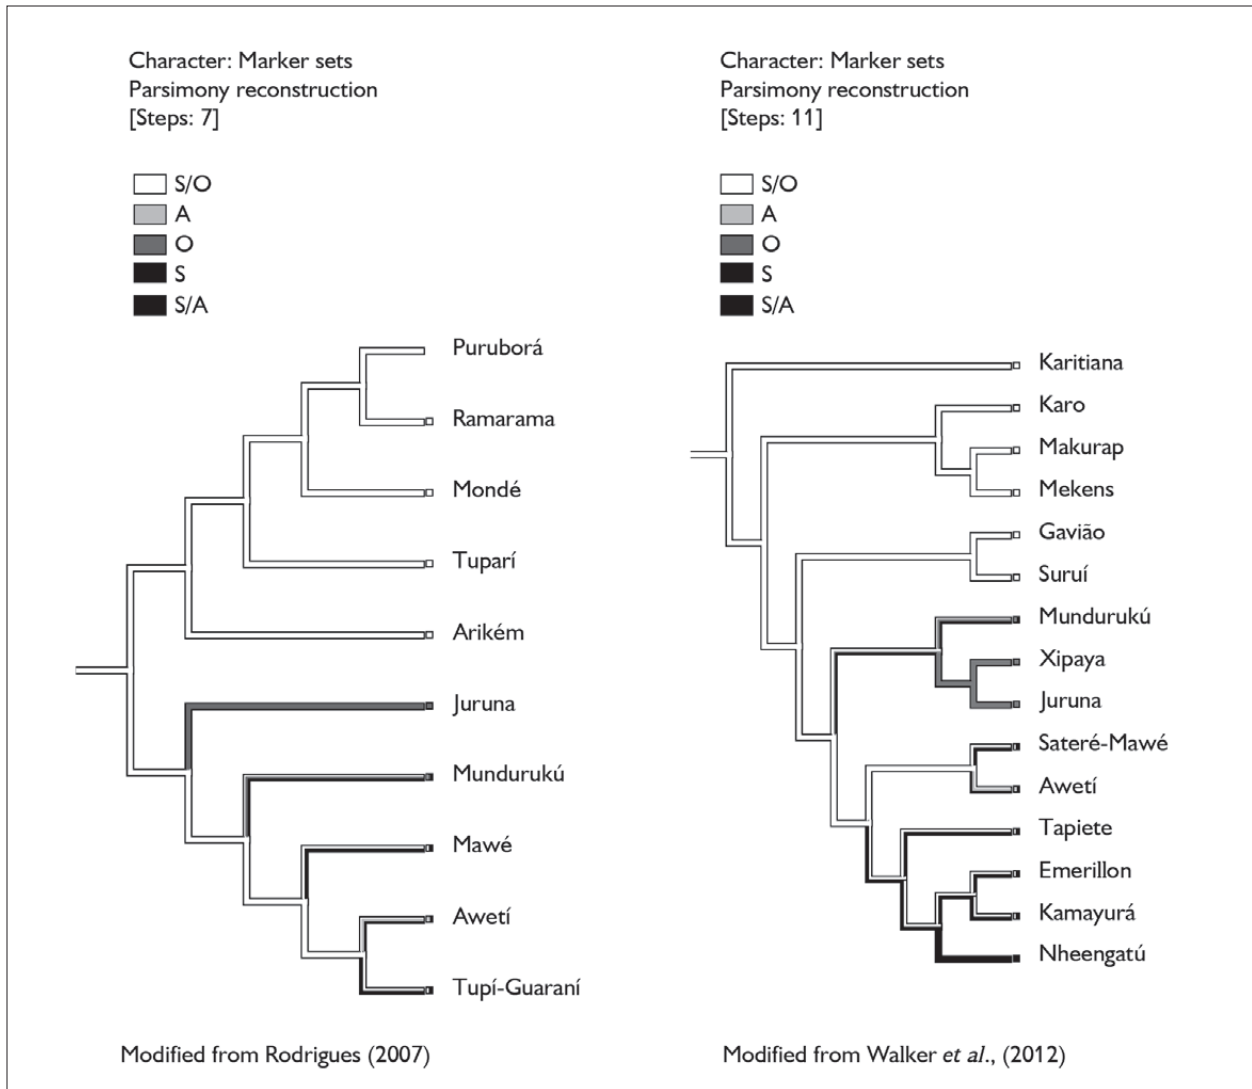 Character: Marker sets
Parsimony reconstruction
[Steps: 7]
S/O
A
O
S
S/A
Puruborá
Ramarama
Mondé
Tuparí
Arikém
Juruna
Mundurukú
Mawé
Awetí
Tupí-Guaraní
Modified from Rodrigues (2007)
Character: Marker sets
Parsimony reconstruction
[Steps: 11]
S/O
A
O
S
S/A
Karitiana
Karo
Makurap
Mekens
Gavião
Suruí
Mundurukú
Xipaya
Juruna
Sateré-Mawé
Awetí
Tapiete
Emerillon
Kamayurá
Nheengatú
Modified from Walker et al., (2012)